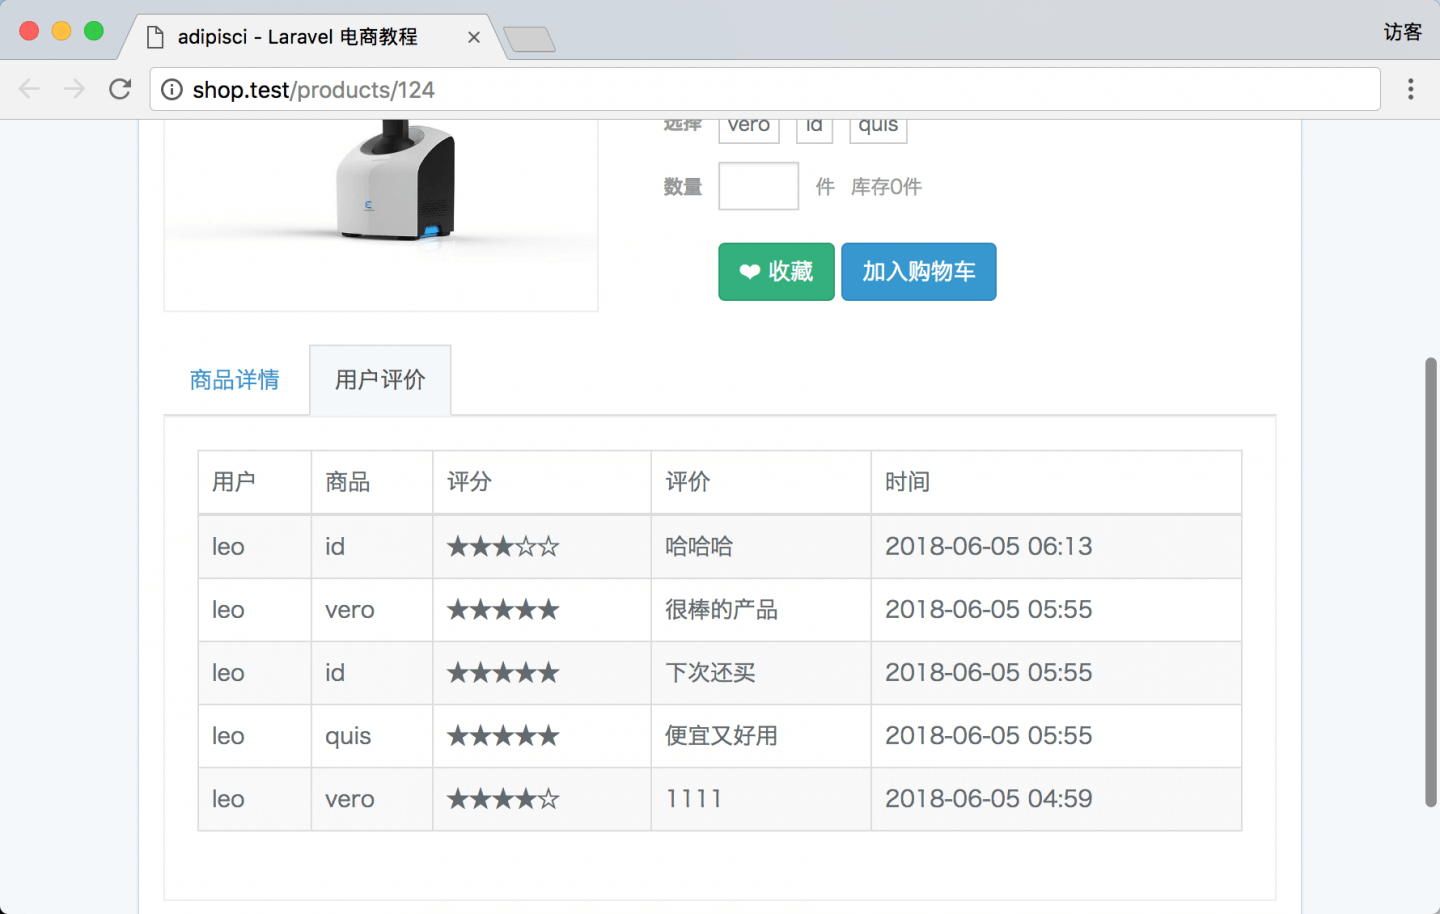 adipisci - Laravel 电商教程
访客
shop.test/products/124
选择 vero id quis
数量 件 库存0件
❤ 收藏 加入购物车
商品详情 用户评价
用户 商品 评分 评价 时间
leo id ★★★☆☆ 哈哈哈 2018-06-05 06:13
leo vero ★★★★★ 很棒的产品 2018-06-05 05:55
leo id ★★★★★ 下次还买 2018-06-05 05:55
leo quis ★★★★★ 便宜又好用 2018-06-05 05:55
leo vero ★★★★☆ 1111 2018-06-05 04:59